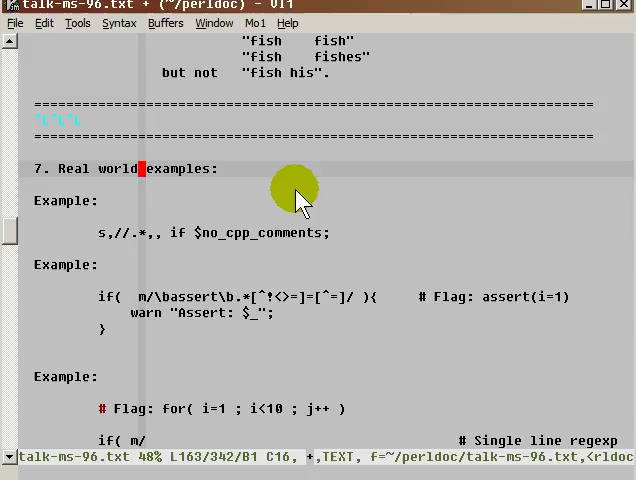 talk-ms-96.txt + (~/perldoc) - VI1
File Edit Tools Syntax Buffers Window Mo1 Help
"fish    fish"
"fish    fishes"
but not   "fish his".
======================================================================
^L^L^L
======================================================================
7. Real world examples:
Example:
s,//.*,, if $no_cpp_comments;
Example:
if(  m/\bassert\b.*[^!<>=]=[^=]/ ){     # Flag: assert(i=1)
warn "Assert: $_";
}
Example:
# Flag: for( i=1 ; i<10 ; j++ )
if( m/                                       # Single line regexp
talk-ms-96.txt 48% L163/342/B1 C16, +,TEXT, f=~/perldoc/talk-ms-96.txt,<rldoc